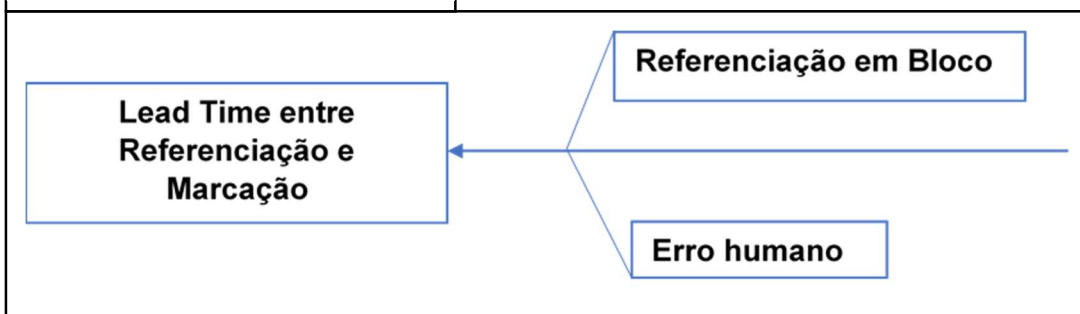 Lead Time entre
Referenciação e
Marcação
Referenciação em Bloco
Erro humano